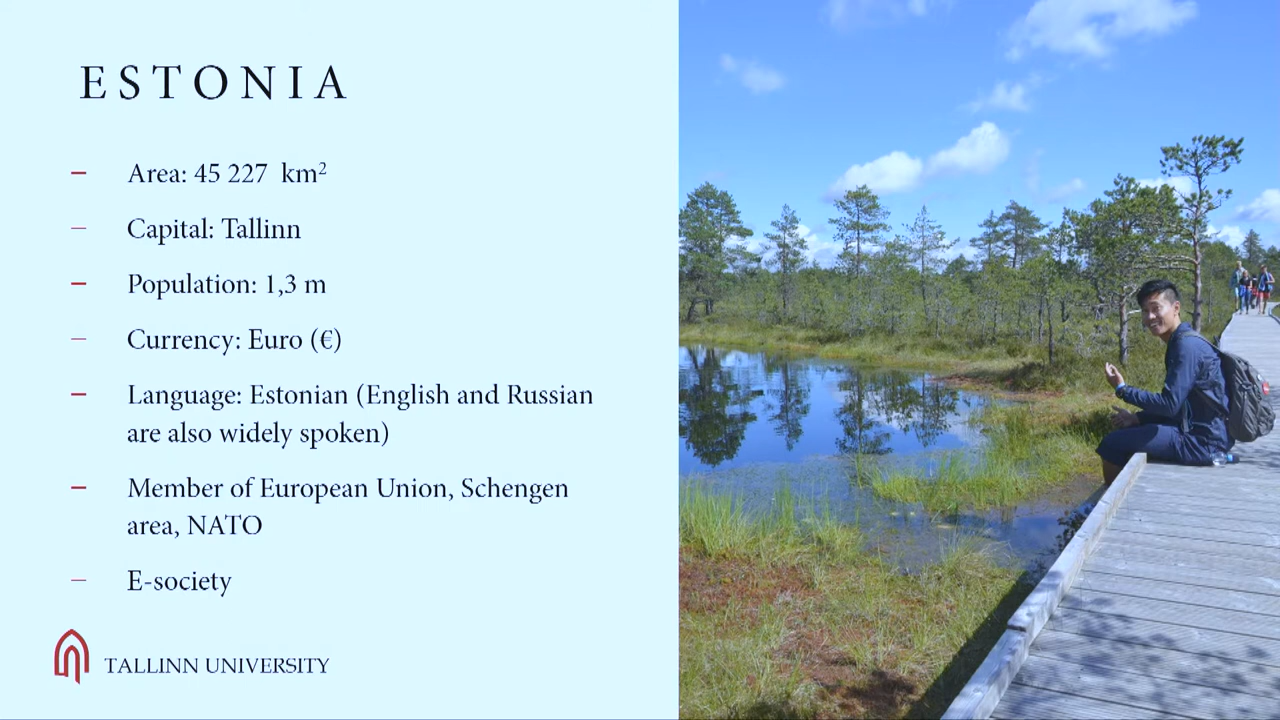 ESTONIA
– Area: 45 227 km²
– Capital: Tallinn
– Population: 1,3 m
– Currency: Euro (€)
– Language: Estonian (English and Russian
are also widely spoken)
– Member of European Union, Schengen
area, NATO
– E-society
TALLINN UNIVERSITY